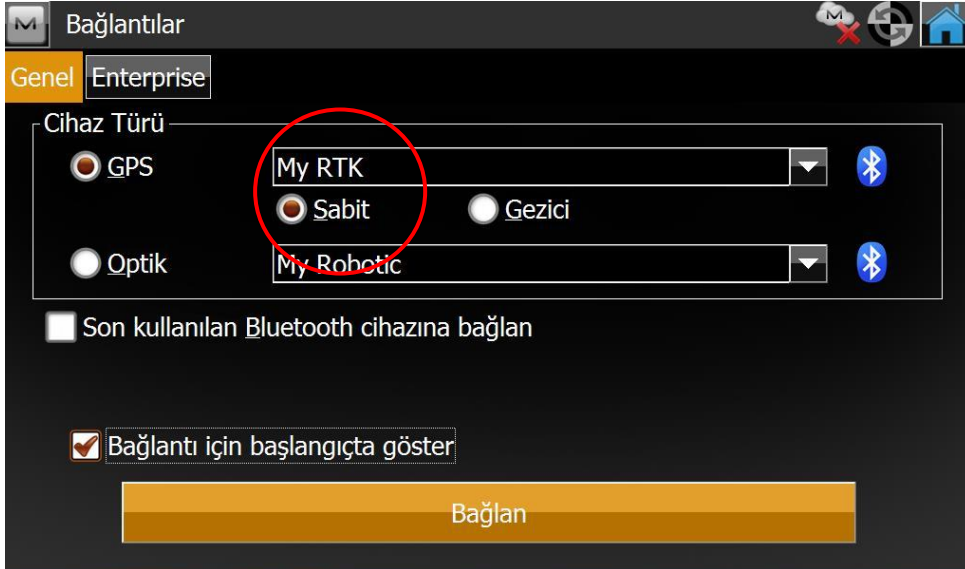 Bağlantılar
Genel Enterprise
Cihaz Türü
GPS My RTK
Sabit Gezici
Optik My Robotic
Son kullanılan Bluetooth cihazına bağlan
Bağlantı için başlangıçta göster
Bağlan